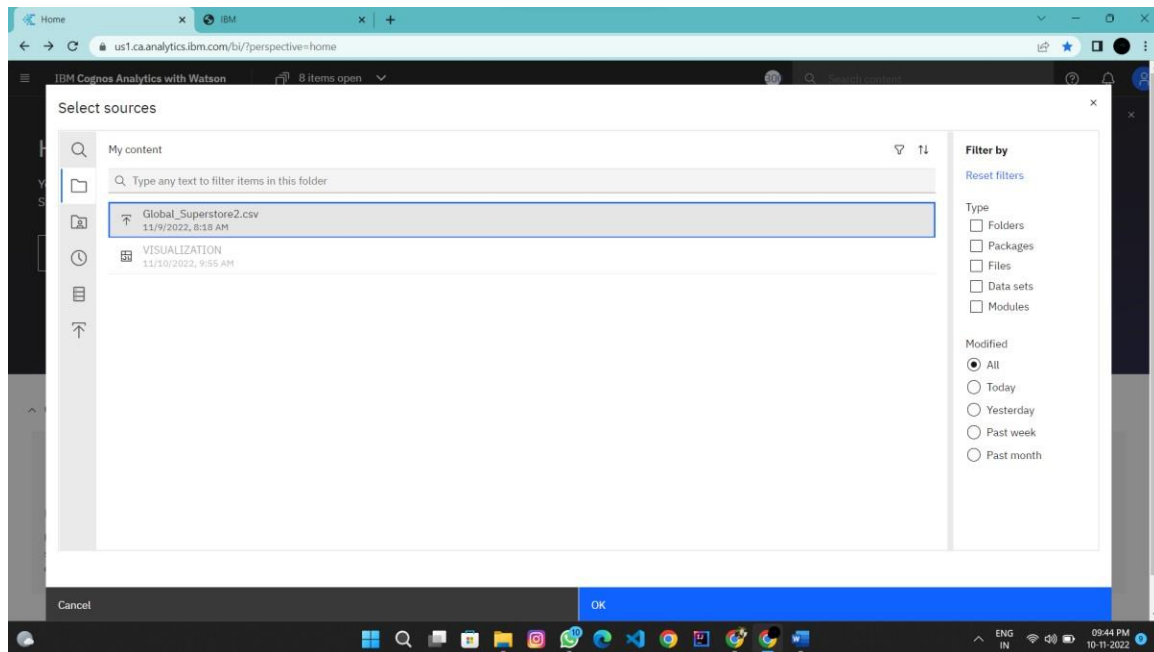 Home
IBM
us1.ca.analytics.ibm.com/bi/?perspective=home
IBM Cognos Analytics with Watson
8 items open
Search content
Select sources
My content
Type any text to filter items in this folder
Global_Superstore2.csv
11/9/2022, 8:18 AM
VISUALIZATION
11/10/2022, 9:55 AM
Filter by
Reset filters
Type
Folders
Packages
Files
Data sets
Modules
Modified
All
Today
Yesterday
Past week
Past month
Cancel
OK
ENG
IN
09:44 PM
10-11-2022